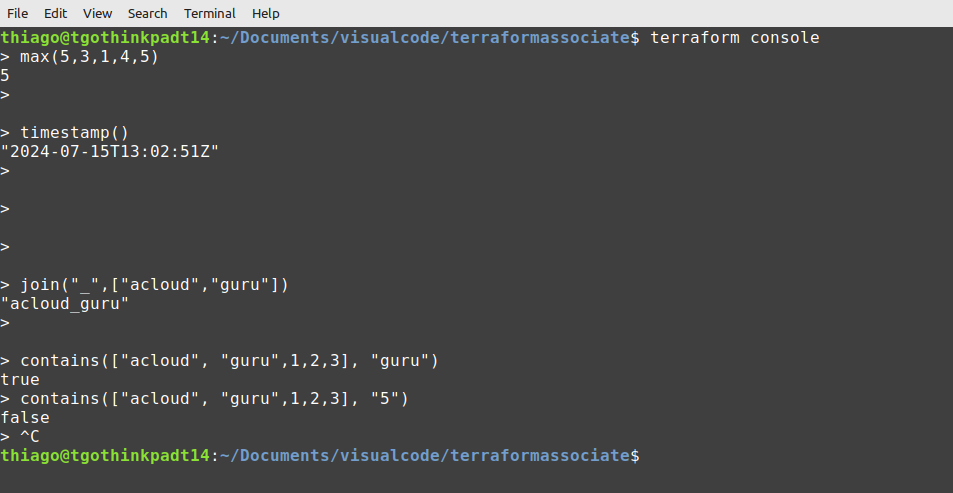 File Edit View Search Terminal Help
thiago@tgothinkpadt14:~/Documents/visualcode/terraformassociate$ terraform console
> max(5,3,1,4,5)
5
>
> timestamp()
"2024-07-15T13:02:51Z"
>
>
>
> join("_",["acloud","guru"])
"acloud_guru"
>
> contains(["acloud", "guru",1,2,3], "guru")
true
> contains(["acloud", "guru",1,2,3], "5")
false
> ^C
thiago@tgothinkpadt14:~/Documents/visualcode/terraformassociate$